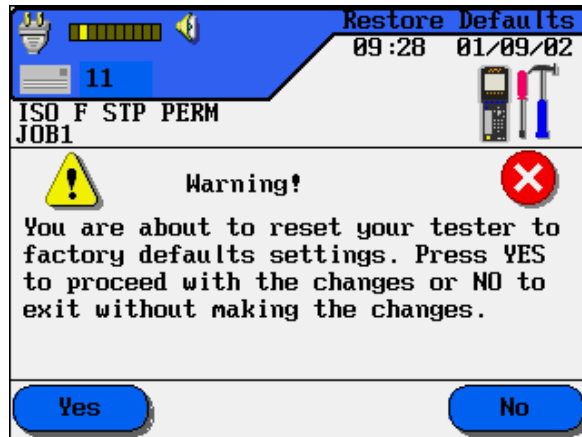 Restore Defaults
09:28 01/09/02
11
ISO F STP PERM
JOB1
Warning!
You are about to reset your tester to
factory defaults settings. Press YES
to proceed with the changes or NO to
exit without making the changes.
Yes
No